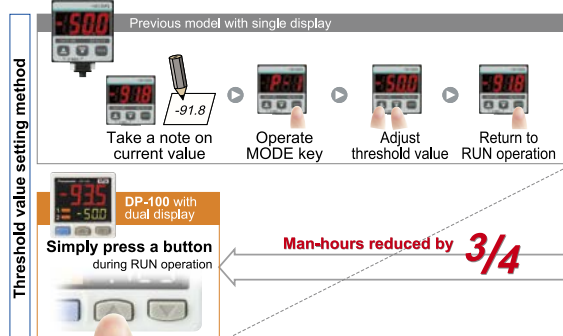 Threshold value setting method
Previous model with single display
-50.0
-91.8
-91.8
Take a note on
current value
P-1
Operate
MODE key
-50.0
Adjust
threshold value
-91.8
Return to
RUN operation
-93.5
-50.0
DP-100 with
dual display
Simply press a button
during RUN operation
Man-hours reduced by 3/4